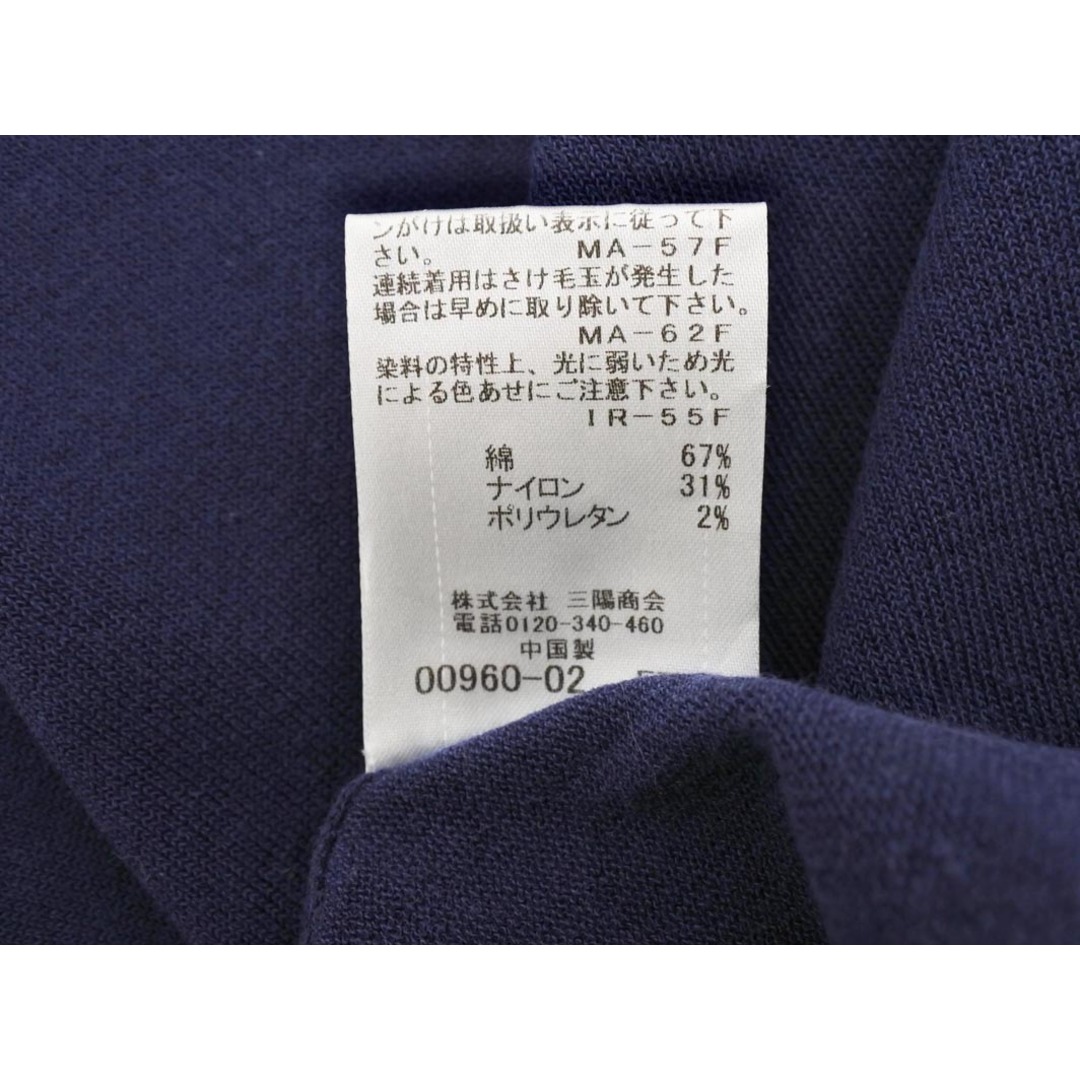 ンがけは取扱い表示に従って下
さい。 MA-57F
連続着用はさけ毛玉が発生した
場合は早めに取り除いて下さい。
MA-62F
染料の特性上、光に弱いため光
による色あせにご注意下さい。
IR-55F
綿 67%
ナイロン 31%
ポリウレタン 2%
株式会社 三陽商会
電話0120-340-460
中国製
00960-02